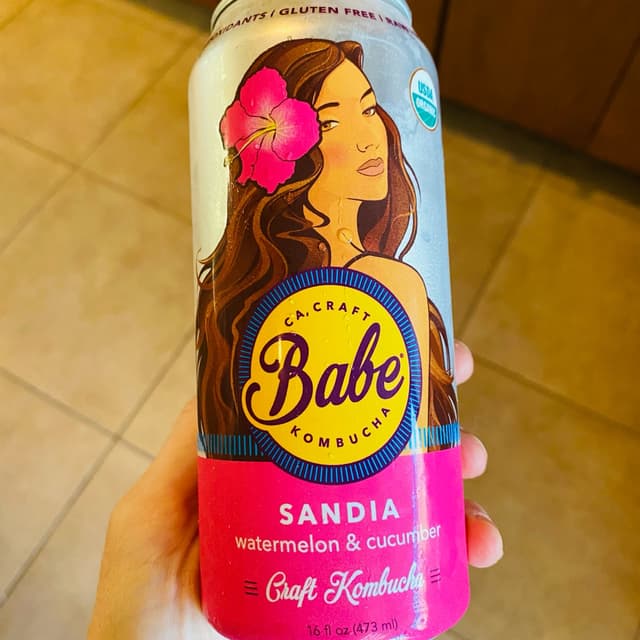 GLUTEN FREE |
USDA
ORGANIC
CA. CRAFT
Babe®
KOMBUCHA
SANDIA
watermelon & cucumber
Craft Kombucha
16 fl oz (473 ml)